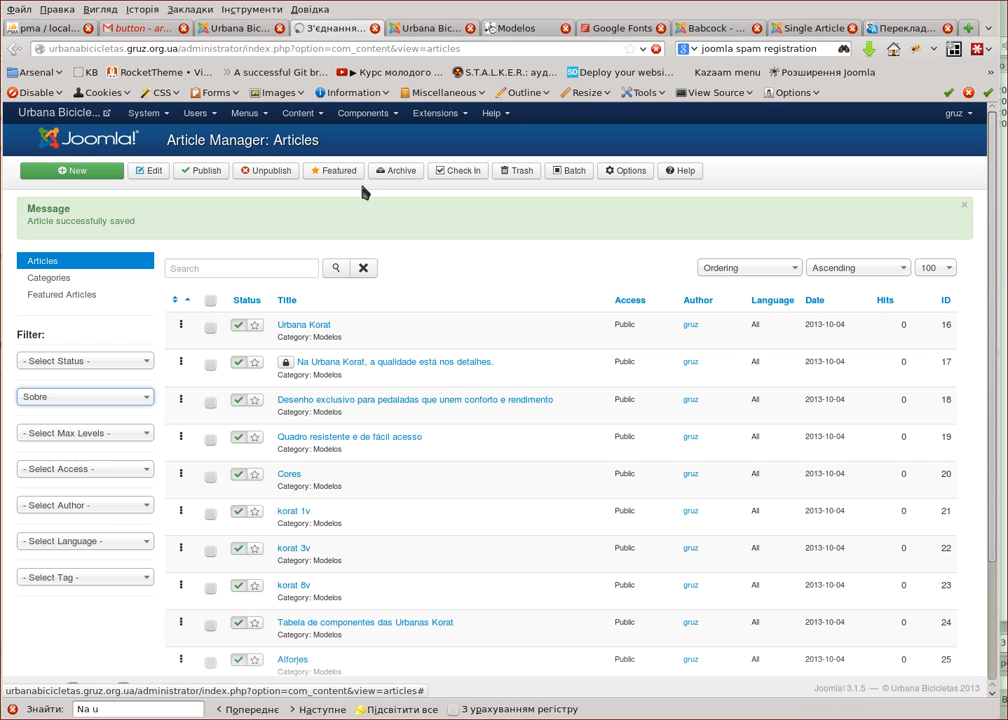 Файл Правка Вигляд Історія Закладки Інструменти Довідка
pma / local button - art... Urbana Bic... З'єднання... Urbana Bic... Modelos Google Fonts Babcock - ... Single Article Переклад...
urbanabicicletas.gruz.org.ua/administrator/index.php?option=com_content&view=articles joomla spam registration
Arsenal KB RocketTheme • Vi... A successful Git br... Курс молодого ... S.T.A.L.K.E.R.: ауд... Deploy your websi... Kazaam menu Розширення Joomla
Disable Cookies CSS Forms Images Information Miscellaneous Outline Resize Tools View Source Options
Urbana Bicicle... System Users Menus Content Components Extensions Help gruz
Joomla! Article Manager: Articles
New Edit Publish Unpublish Featured Archive Check In Trash Batch Options Help
Message
Article successfully saved
Articles
Categories
Featured Articles
Filter:
- Select Status -
Sobre
- Select Max Levels -
- Select Access -
- Select Author -
- Select Language -
- Select Tag -
Search Ordering Ascending 100
Status Title Access Author Language Date Hits ID
Urbana Korat Public gruz All 2013-10-04 0 16
Category: Modelos
Na Urbana Korat, a qualidade está nos detalhes. Public gruz All 2013-10-04 0 17
Category: Modelos
Desenho exclusivo para pedaladas que unem conforto e rendimento Public gruz All 2013-10-04 0 18
Category: Modelos
Quadro resistente e de fácil acesso Public gruz All 2013-10-04 0 19
Category: Modelos
Cores Public gruz All 2013-10-04 0 20
Category: Modelos
korat 1v Public gruz All 2013-10-04 0 21
Category: Modelos
korat 3v Public gruz All 2013-10-04 0 22
Category: Modelos
korat 8v Public gruz All 2013-10-04 0 23
Category: Modelos
Tabela de componentes das Urbanas Korat Public gruz All 2013-10-04 0 24
Category: Modelos
Alforjes Public gruz All 2013-10-04 0 25
Category: Modelos
urbanabicicletas.gruz.org.ua/administrator/index.php?option=com_content&view=articles# Joomla! 3.1.5 — © Urbana Bicicletas 2013
Знайти: Na u Попереднє Наступне Підсвітити все З урахуванням регістру